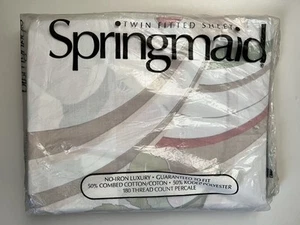 • TWIN FITTED SHEET •
Springmaid
NO-IRON LUXURY • GUARANTEED TO FIT
50% COMBED COTTON/COTON • 50% KODEL POLYESTER
180 THREAD COUNT PERCALE